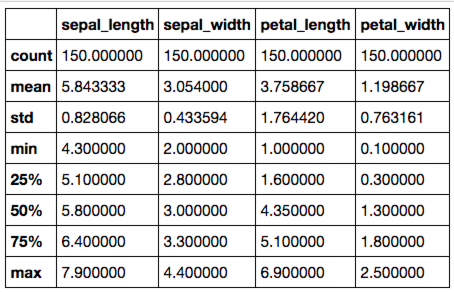 sepal_length sepal_width petal_length petal_width
count 150.000000 150.000000 150.000000 150.000000
mean 5.843333 3.054000 3.758667 1.198667
std 0.828066 0.433594 1.764420 0.763161
min 4.300000 2.000000 1.000000 0.100000
25% 5.100000 2.800000 1.600000 0.300000
50% 5.800000 3.000000 4.350000 1.300000
75% 6.400000 3.300000 5.100000 1.800000
max 7.900000 4.400000 6.900000 2.500000